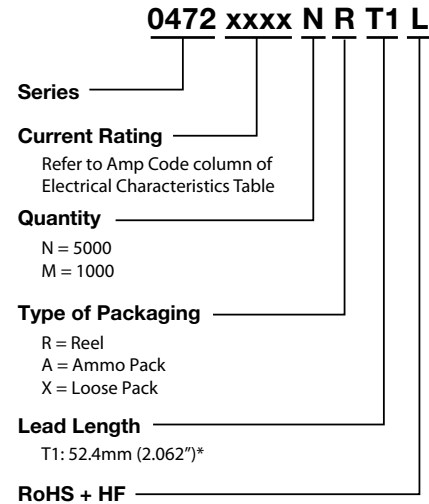 0472 xxxx N R T1 L
Series
Current Rating
Refer to Amp Code column of
Electrical Characteristics Table
Quantity
N = 5000
M = 1000
Type of Packaging
R = Reel
A = Ammo Pack
X = Loose Pack
Lead Length
T1: 52.4mm (2.062”)*
RoHS + HF